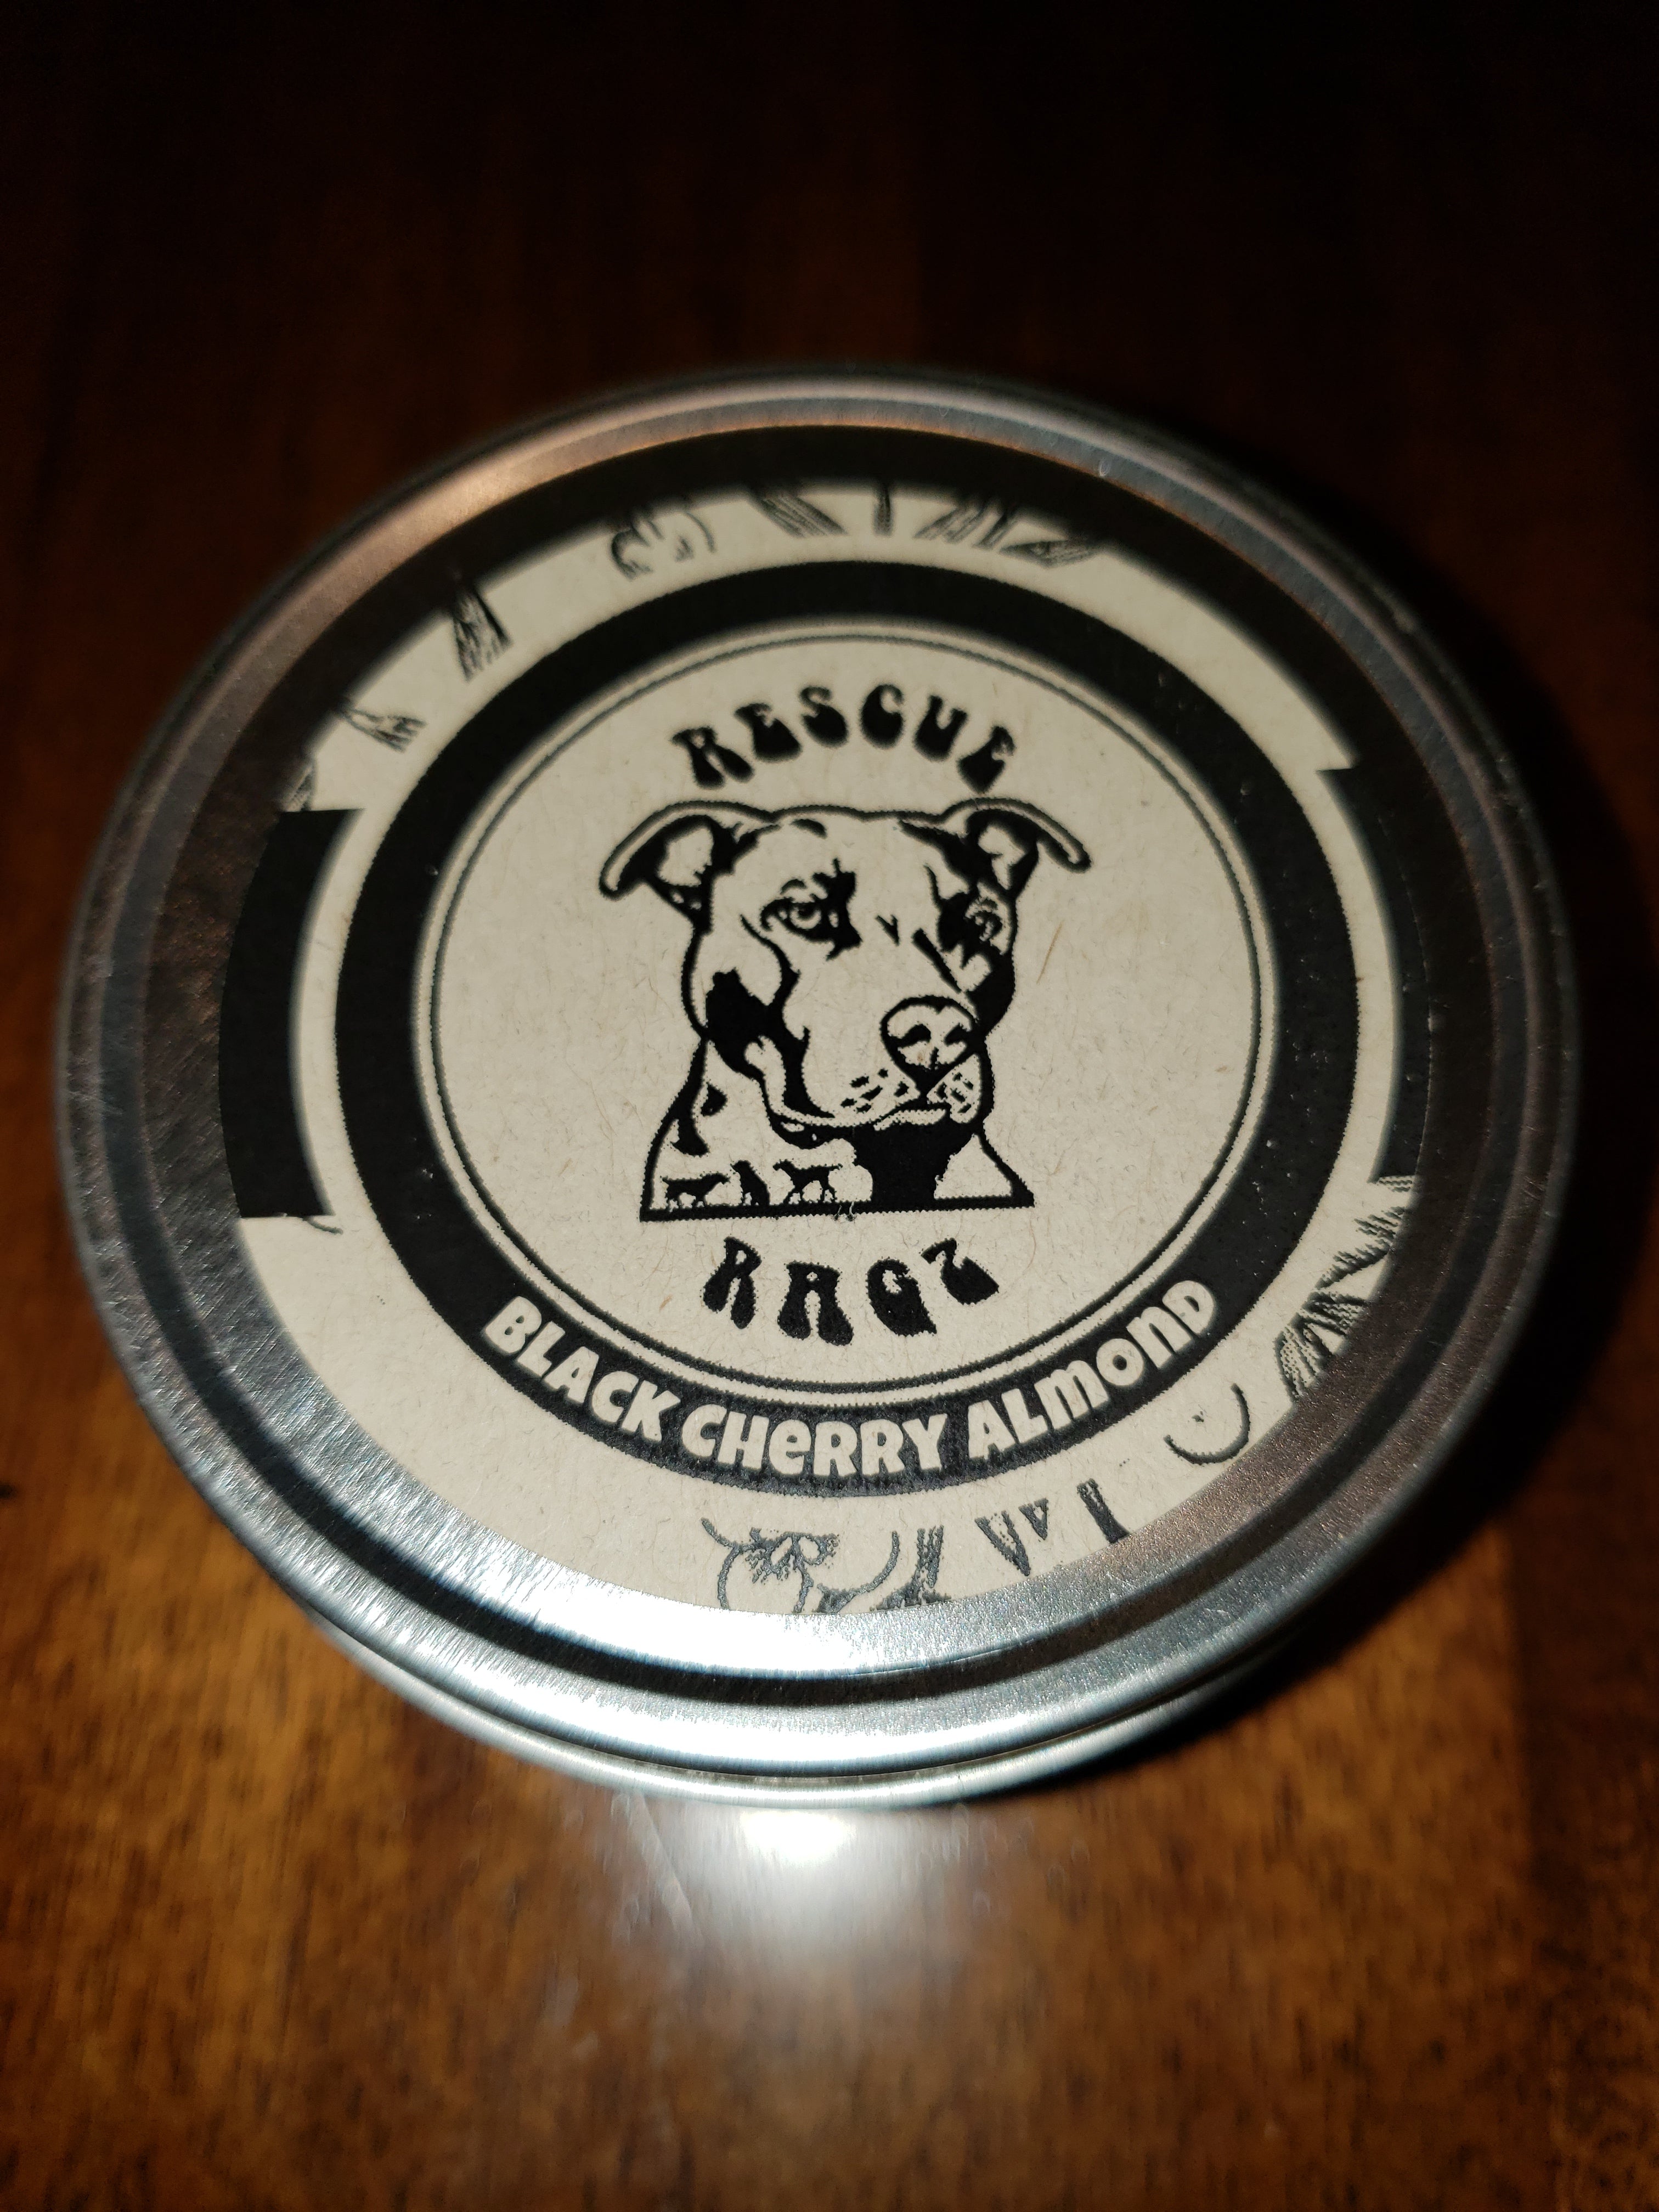 RESCUE
RAGZ
BLACK CHERRY ALMOND